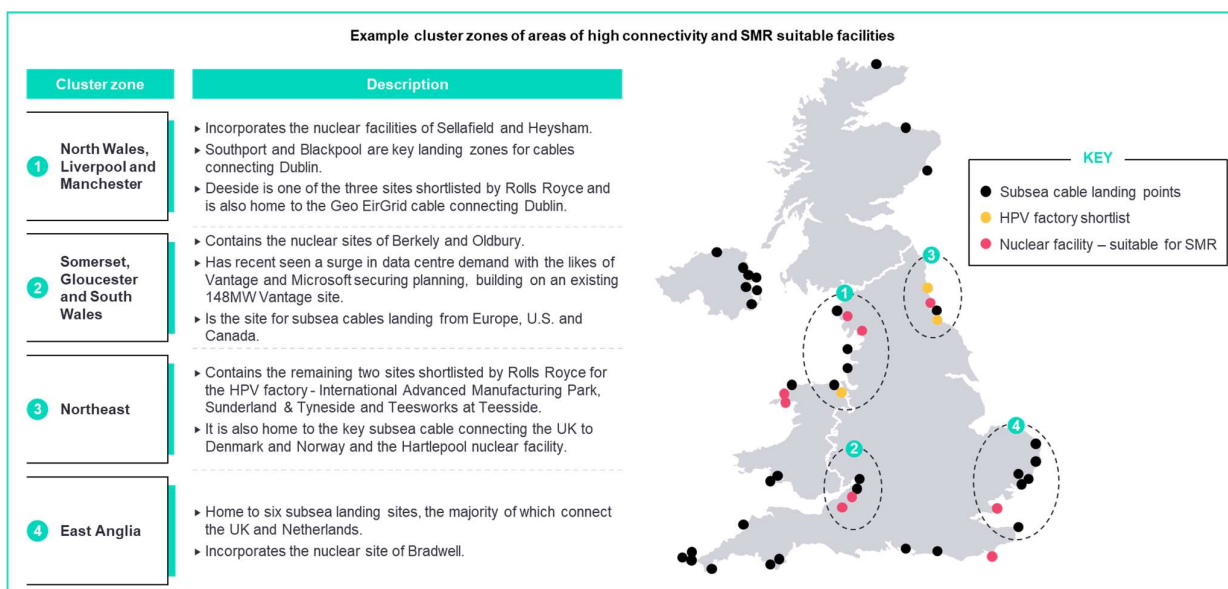 Example cluster zones of areas of high connectivity and SMR suitable facilities
Cluster zone
Description
1
North Wales,
Liverpool and
Manchester
▸ Incorporates the nuclear facilities of Sellafield and Heysham.
▸ Southport and Blackpool are key landing zones for cables
connecting Dublin.
▸ Deeside is one of the three sites shortlisted by Rolls Royce and
is also home to the Geo EirGrid cable connecting Dublin.
2
Somerset,
Gloucester
and South
Wales
▸ Contains the nuclear sites of Berkely and Oldbury.
▸ Has recent seen a surge in data centre demand with the likes of
Vantage and Microsoft securing planning, building on an existing
148MW Vantage site.
▸ Is the site for subsea cables landing from Europe, U.S. and
Canada.
3
Northeast
▸ Contains the remaining two sites shortlisted by Rolls Royce for
the HPV factory - International Advanced Manufacturing Park,
Sunderland & Tyneside and Teesworks at Teesside.
▸ It is also home to the key subsea cable connecting the UK to
Denmark and Norway and the Hartlepool nuclear facility.
4
East Anglia
▸ Home to six subsea landing sites, the majority of which connect
the UK and Netherlands.
▸ Incorporates the nuclear site of Bradwell.
1
2
3
4
KEY
Subsea cable landing points
HPV factory shortlist
Nuclear facility – suitable for SMR